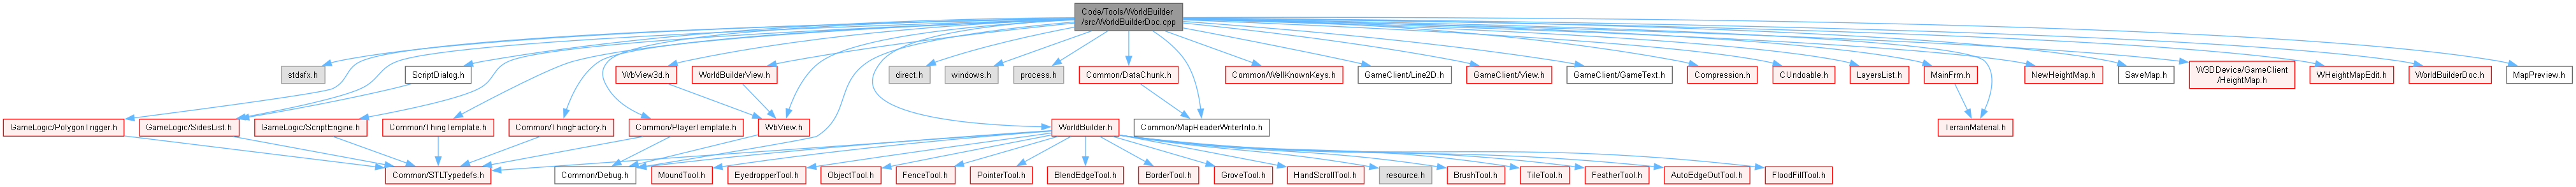 Code/Tools/WorldBuilder
/src/WorldBuilderDoc.cpp
stdafx.h
ScriptDialog.h
WbView3d.h
WorldBuilderView.h
direct.h
windows.h
process.h
Common/DataChunk.h
Common/WellKnownKeys.h
GameClient/Line2D.h
GameClient/View.h
GameClient/GameText.h
Compression.h
CUndoable.h
LayersList.h
MainFrm.h
NewHeightMap.h
SaveMap.h
W3DDevice/GameClient
/HeightMap.h
WHeightMapEdit.h
WorldBuilderDoc.h
MapPreview.h
GameLogic/PolygonTrigger.h
GameLogic/SidesList.h
GameLogic/ScriptEngine.h
Common/ThingTemplate.h
Common/ThingFactory.h
Common/PlayerTemplate.h
WbView.h
WorldBuilder.h
Common/MapReaderWriterInfo.h
TerrainMaterial.h
Common/STLTypedefs.h
Common/Debug.h
MoundTool.h
EyedropperTool.h
ObjectTool.h
FenceTool.h
PointerTool.h
BlendEdgeTool.h
BorderTool.h
GroveTool.h
HandScrollTool.h
resource.h
BrushTool.h
TileTool.h
FeatherTool.h
AutoEdgeOutTool.h
FloodFillTool.h